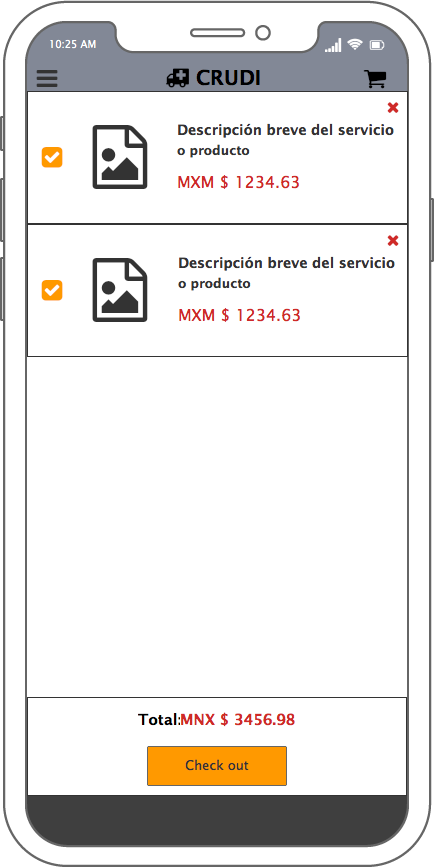 10:25 AM
CRUDI
Descripción breve del servicio
o producto
MXM $ 1234.63
Descripción breve del servicio
o producto
MXM $ 1234.63
Total:MNX $ 3456.98
Check out